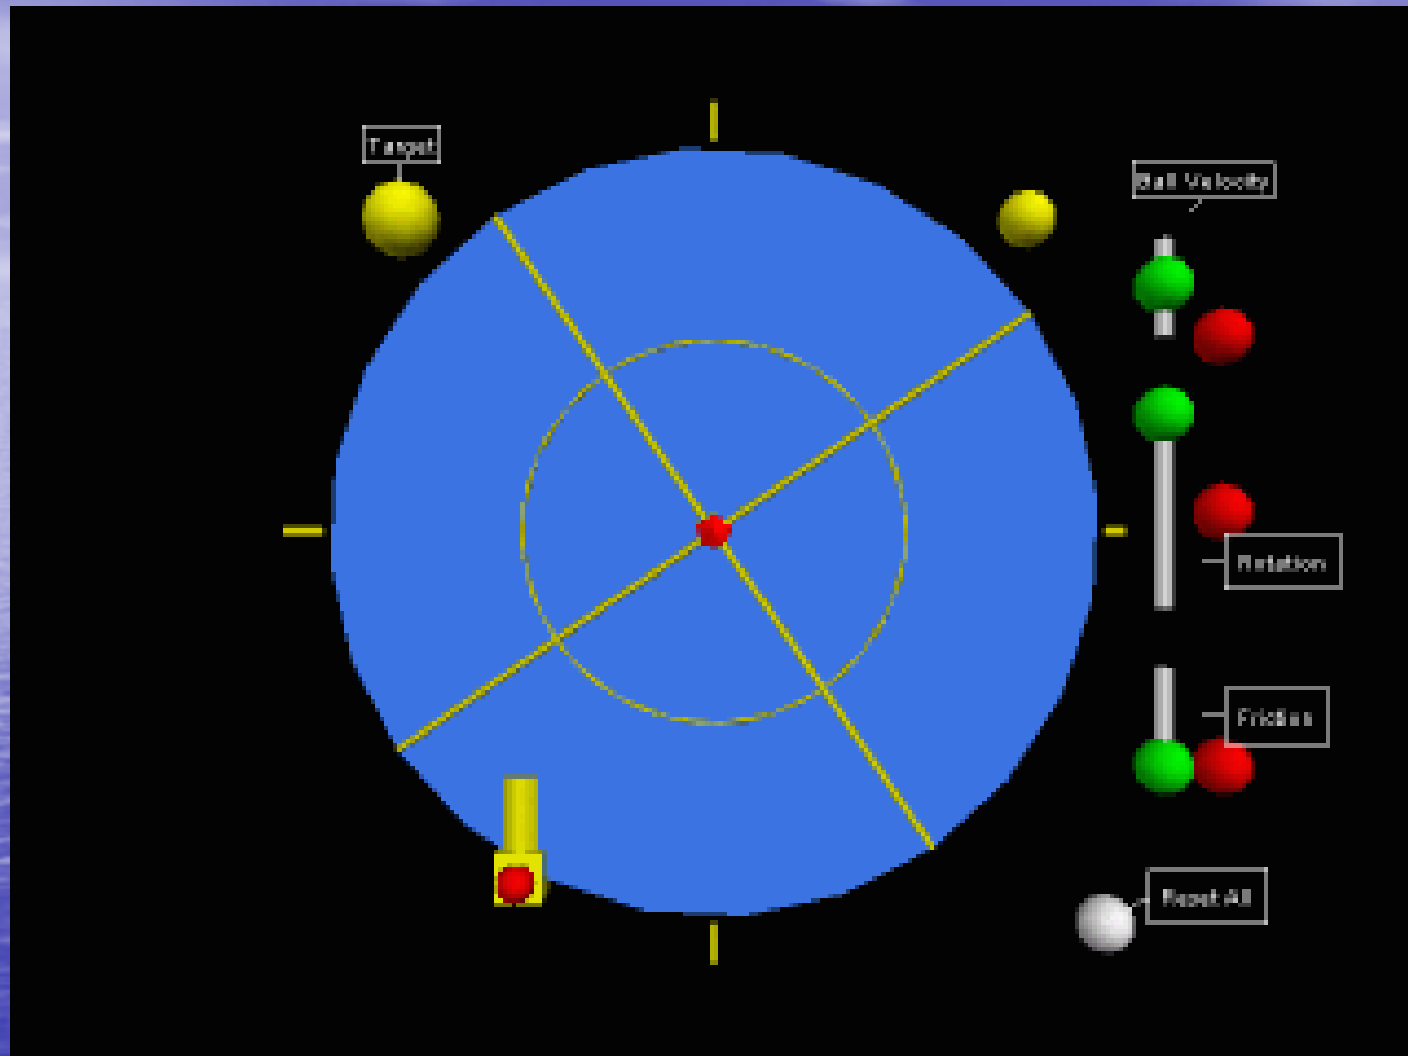 Target
Ball Velocity
Rotation
Friction
Reset All